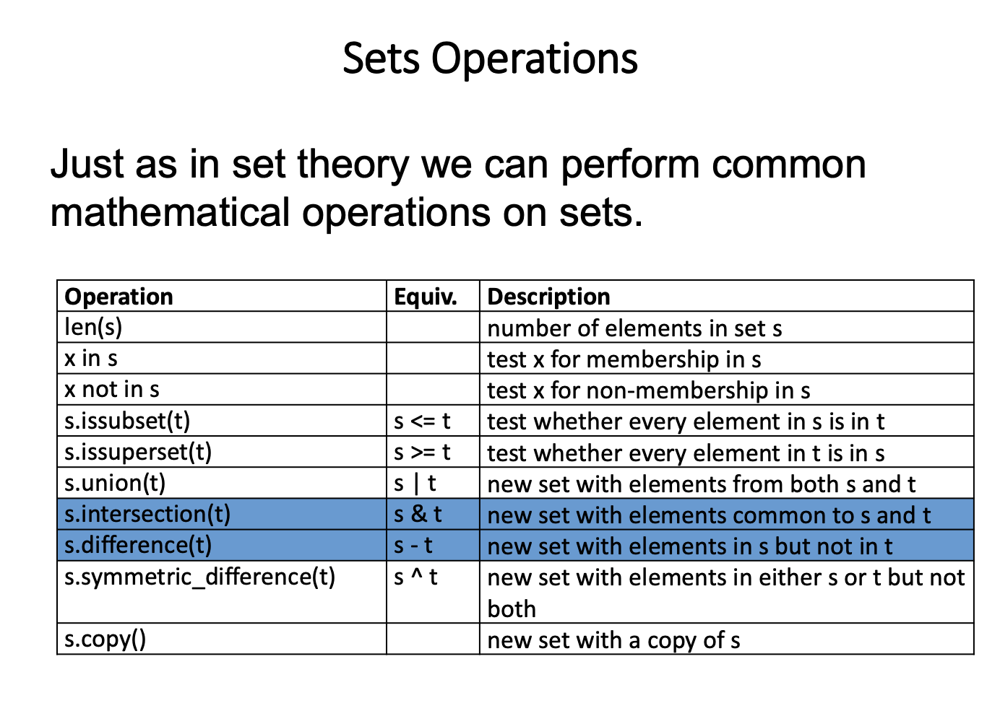 Sets Operations
Just as in set theory we can perform common
mathematical operations on sets.
Operation Equiv. Description
len(s) number of elements in set s
x in s test x for membership in s
x not in s test x for non-membership in s
s.issubset(t) s <= t test whether every element in s is in t
s.issuperset(t) s >= t test whether every element in t is in s
s.union(t) s | t new set with elements from both s and t
s.intersection(t) s & t new set with elements common to s and t
s.difference(t) s - t new set with elements in s but not in t
s.symmetric_difference(t) s ^ t new set with elements in either s or t but not
both
s.copy() new set with a copy of s